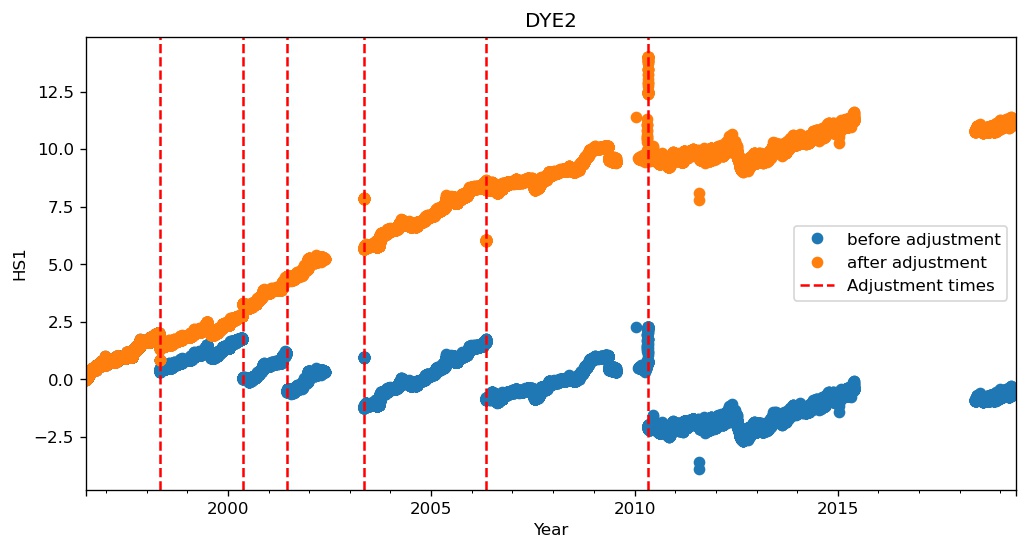 DYE2
HS1
12.5
10.0
7.5
5.0
2.5
0.0
−2.5
before adjustment
after adjustment
Adjustment times
2000
2005
2010
2015
Year